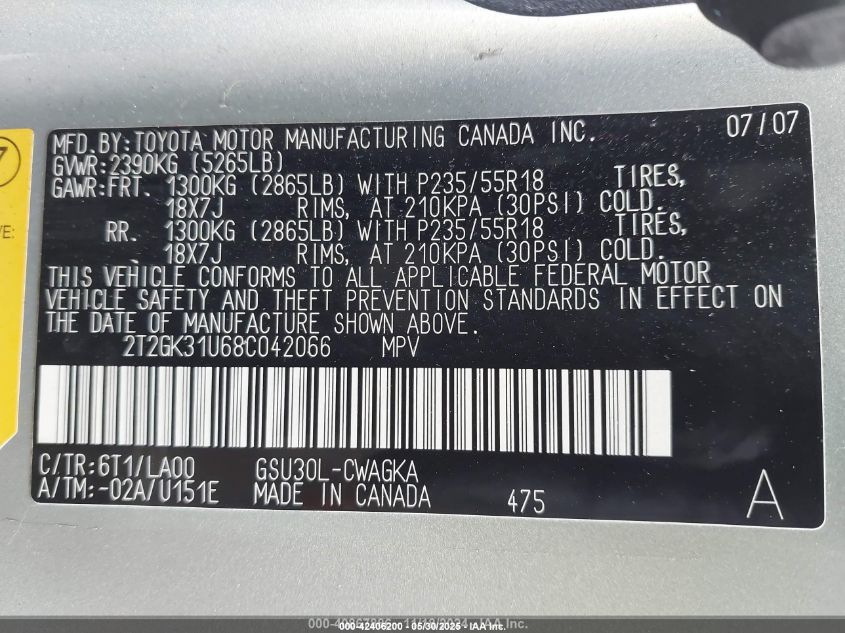 MFD.BY:TOYOTA MOTOR MANUFACTURING CANADA INC. 07/07
GVWR:2390KG (5265LB)
GAWR:FRT. 1300KG (2865LB) WITH P235/55R18 TIRES,
18X7J RIMS, AT 210KPA (30PSI) COLD.
RR. 1300KG (2865LB) WITH P235/55R18 TIRES,
18X7J RIMS, AT 210KPA (30PSI) COLD.
THIS VEHICLE CONFORMS TO ALL APPLICABLE FEDERAL MOTOR
VEHICLE SAFETY AND THEFT PREVENTION STANDARDS IN EFFECT ON
THE DATE OF MANUFACTURE SHOWN ABOVE.
2T2GK31U68C042066 MPV
C/TR:6T1/LA00 GSU30L-CWAGKA
A/TM:-02A/U151E MADE IN CANADA 475 A
7
E:
00-42406200 - 05/30/2025 - IAA Inc.